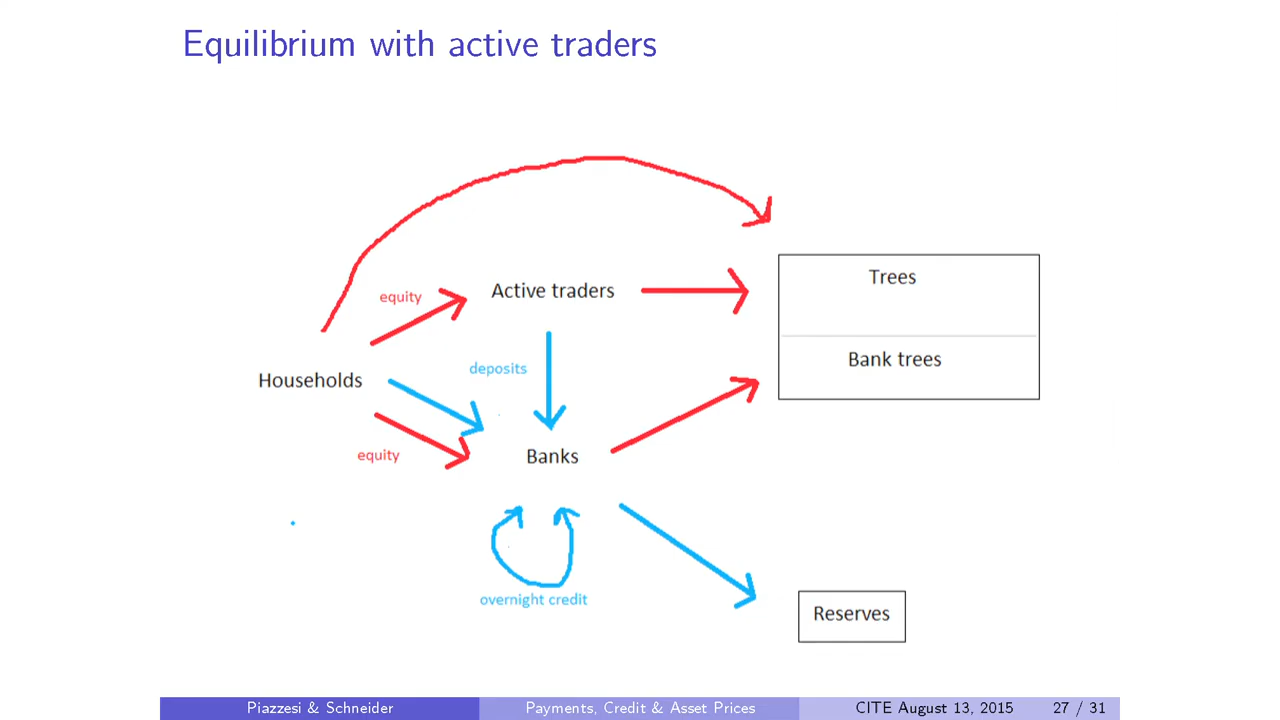 Equilibrium with active traders
Trees
equity
Active traders
Bank trees
deposits
Households
equity
Banks
overnight credit
Reserves
Piazzesi & Schneider
Payments, Credit & Asset Prices
CITE August 13, 2015
27 / 31